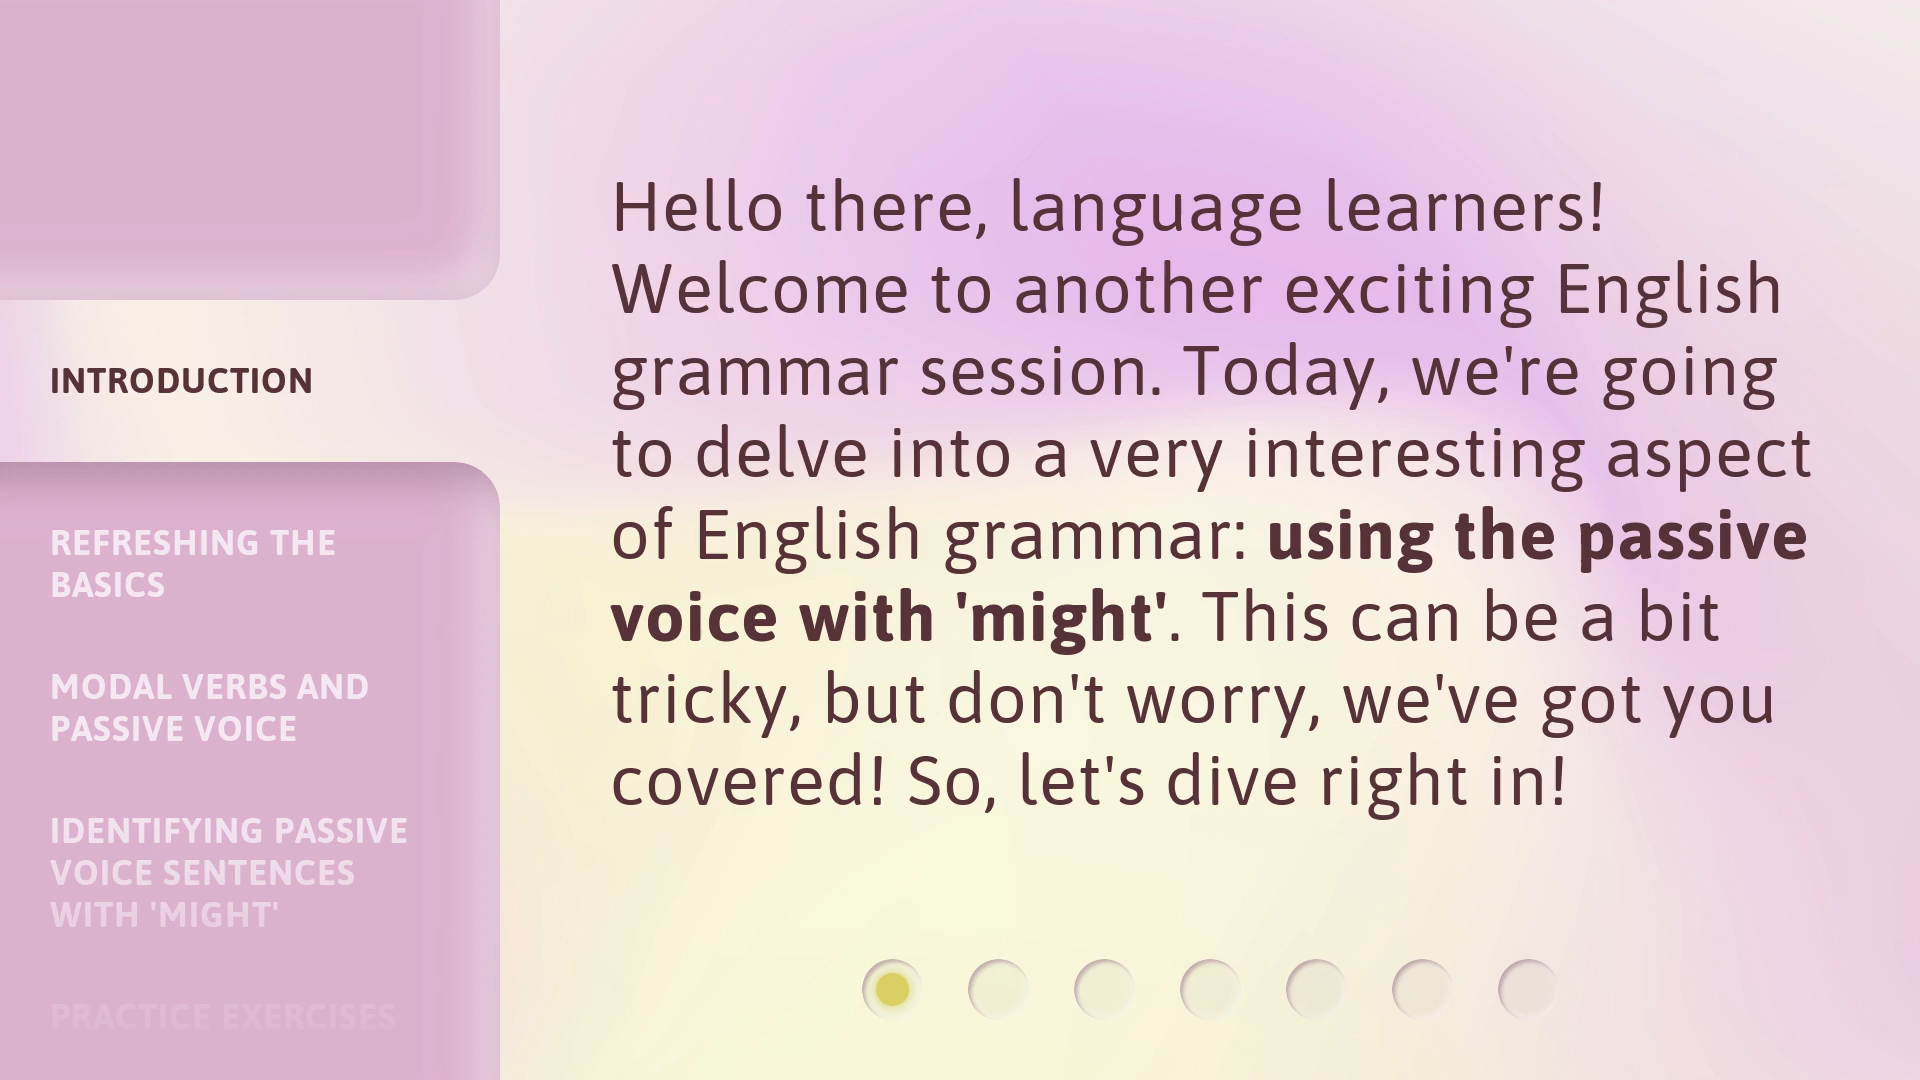 INTRODUCTION
REFRESHING THE
BASICS
MODAL VERBS AND
PASSIVE VOICE
IDENTIFYING PASSIVE
VOICE SENTENCES
WITH 'MIGHT'
PRACTICE EXERCISES
Hello there, language learners!
Welcome to another exciting English
grammar session. Today, we're going
to delve into a very interesting aspect
of English grammar: using the passive
voice with 'might'. This can be a bit
tricky, but don't worry, we've got you
covered! So, let's dive right in!